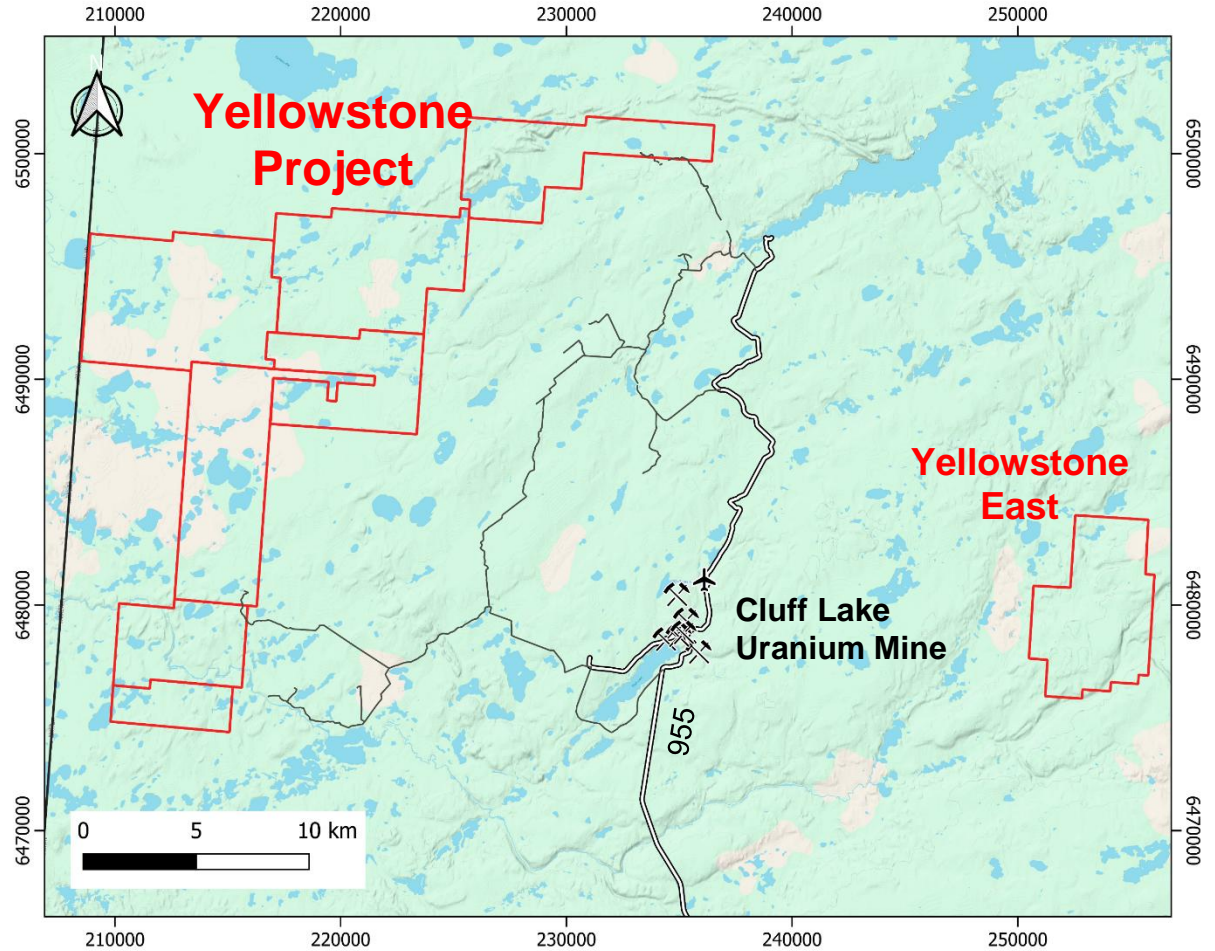 210000 220000 230000 240000 250000
N
Yellowstone
Project
6500000 6500000
6490000 6490000
Yellowstone
East
6480000 6480000
Cluff Lake
Uranium Mine
955
6470000 6470000
0 5 10 km
210000 220000 230000 240000 250000